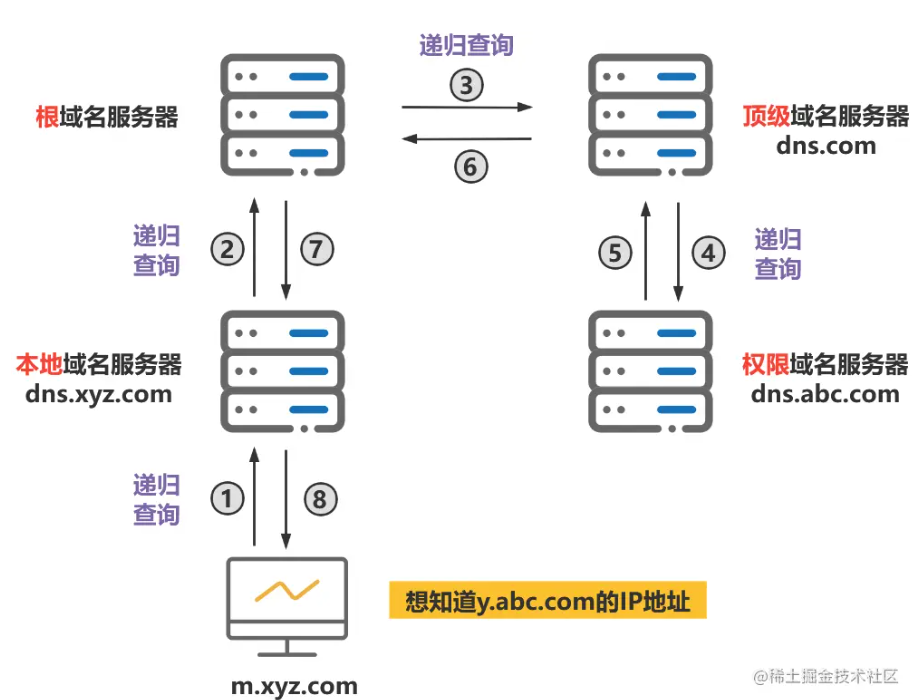 递归查询
③
根域名服务器
顶级域名服务器
dns.com
⑥
递归
查询
②
⑦
⑤
④
递归
查询
本地域名服务器
dns.xyz.com
权限域名服务器
dns.abc.com
递归
查询
①
⑧
想知道y.abc.com的IP地址
m.xyz.com
@稀土掘金技术社区